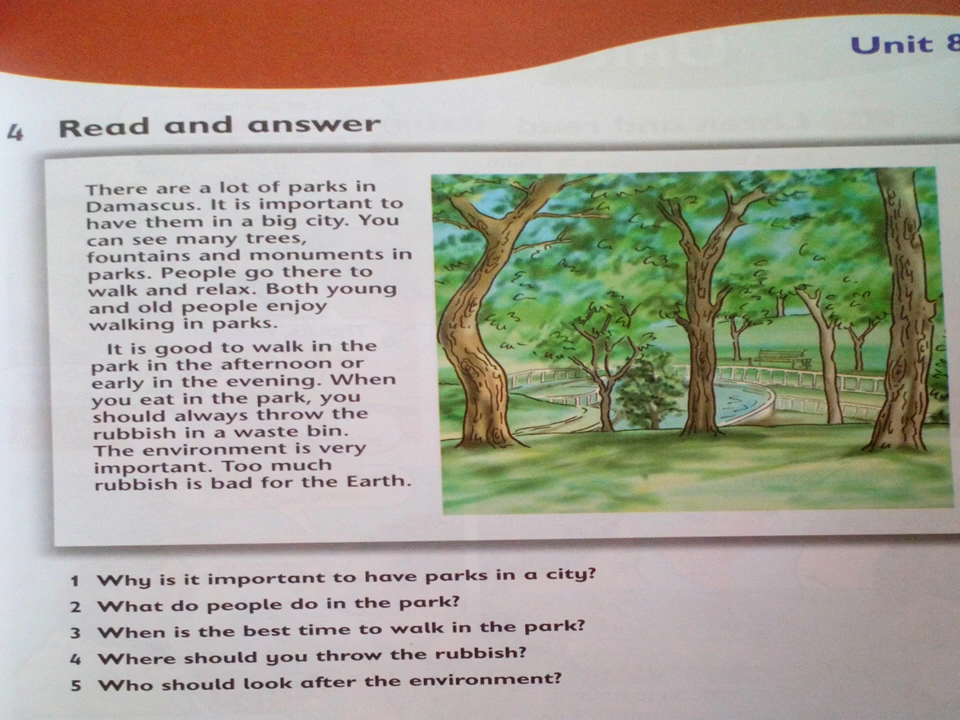 Unit 8
4 Read and answer
There are a lot of parks in
Damascus. It is important to
have them in a big city. You
can see many trees,
fountains and monuments in
parks. People go there to
walk and relax. Both young
and old people enjoy
walking in parks.
It is good to walk in the
park in the afternoon or
early in the evening. When
you eat in the park, you
should always throw the
rubbish in a waste bin.
The environment is very
important. Too much
rubbish is bad for the Earth.
1 Why is it important to have parks in a city?
2 What do people do in the park?
3 When is the best time to walk in the park?
4 Where should you throw the rubbish?
5 Who should look after the environment?